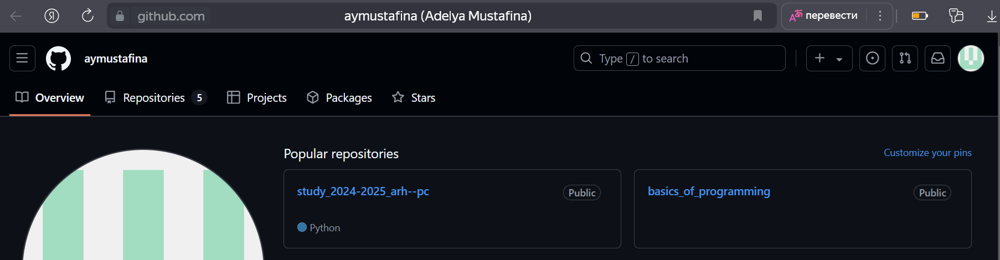 github.com aymustafina (Adelya Mustafina) перевести
aymustafina Type / to search
Overview Repositories 5 Projects Packages Stars
Popular repositories Customize your pins
study_2024-2025_arh--pc Public
basics_of_programming Public
Python